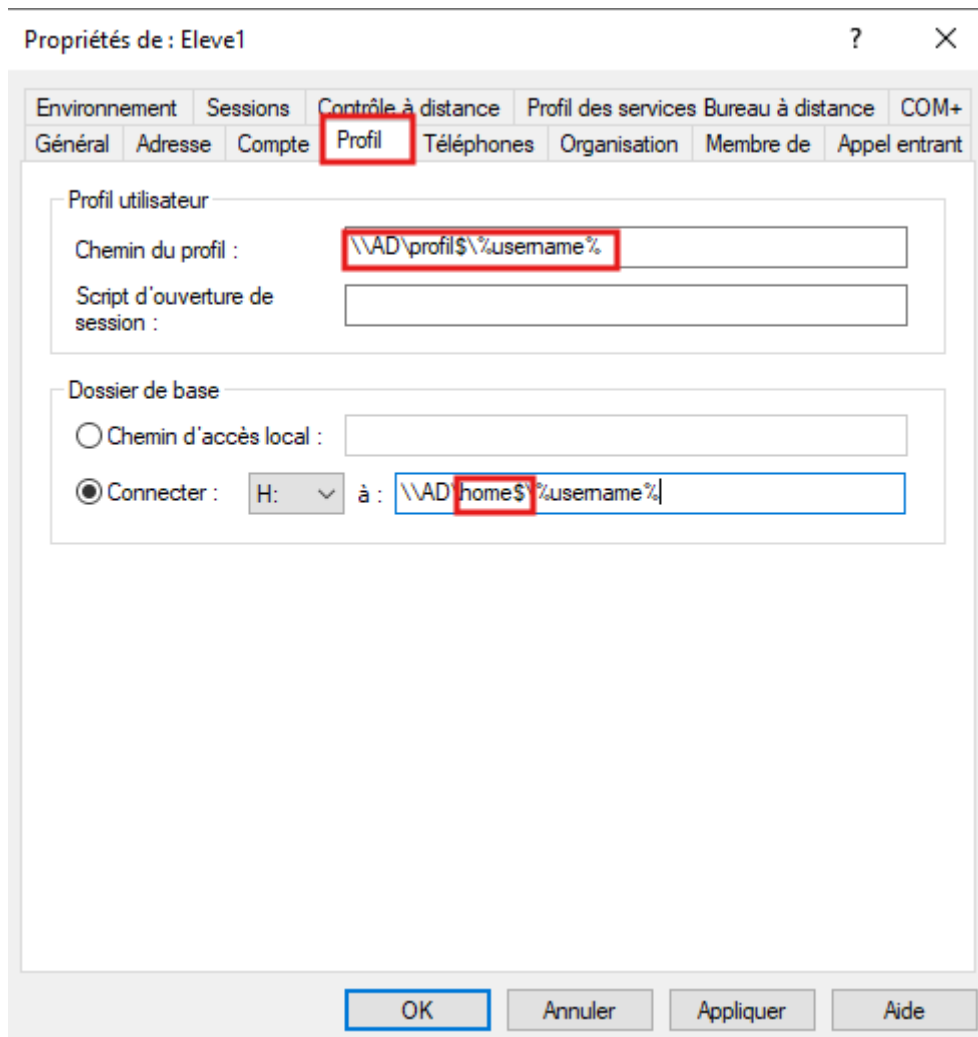 Propriétés de : Eleve1 ? ×
Environnement Sessions Contrôle à distance Profil des services Bureau à distance COM+
Général Adresse Compte Profil Téléphones Organisation Membre de Appel entrant
Profil utilisateur
Chemin du profil : \\AD\profil$\%username%
Script d'ouverture de
session :
Dossier de base
Chemin d'accès local :
Connecter : H: à : \\AD\home$\%username%
OK Annuler Appliquer Aide